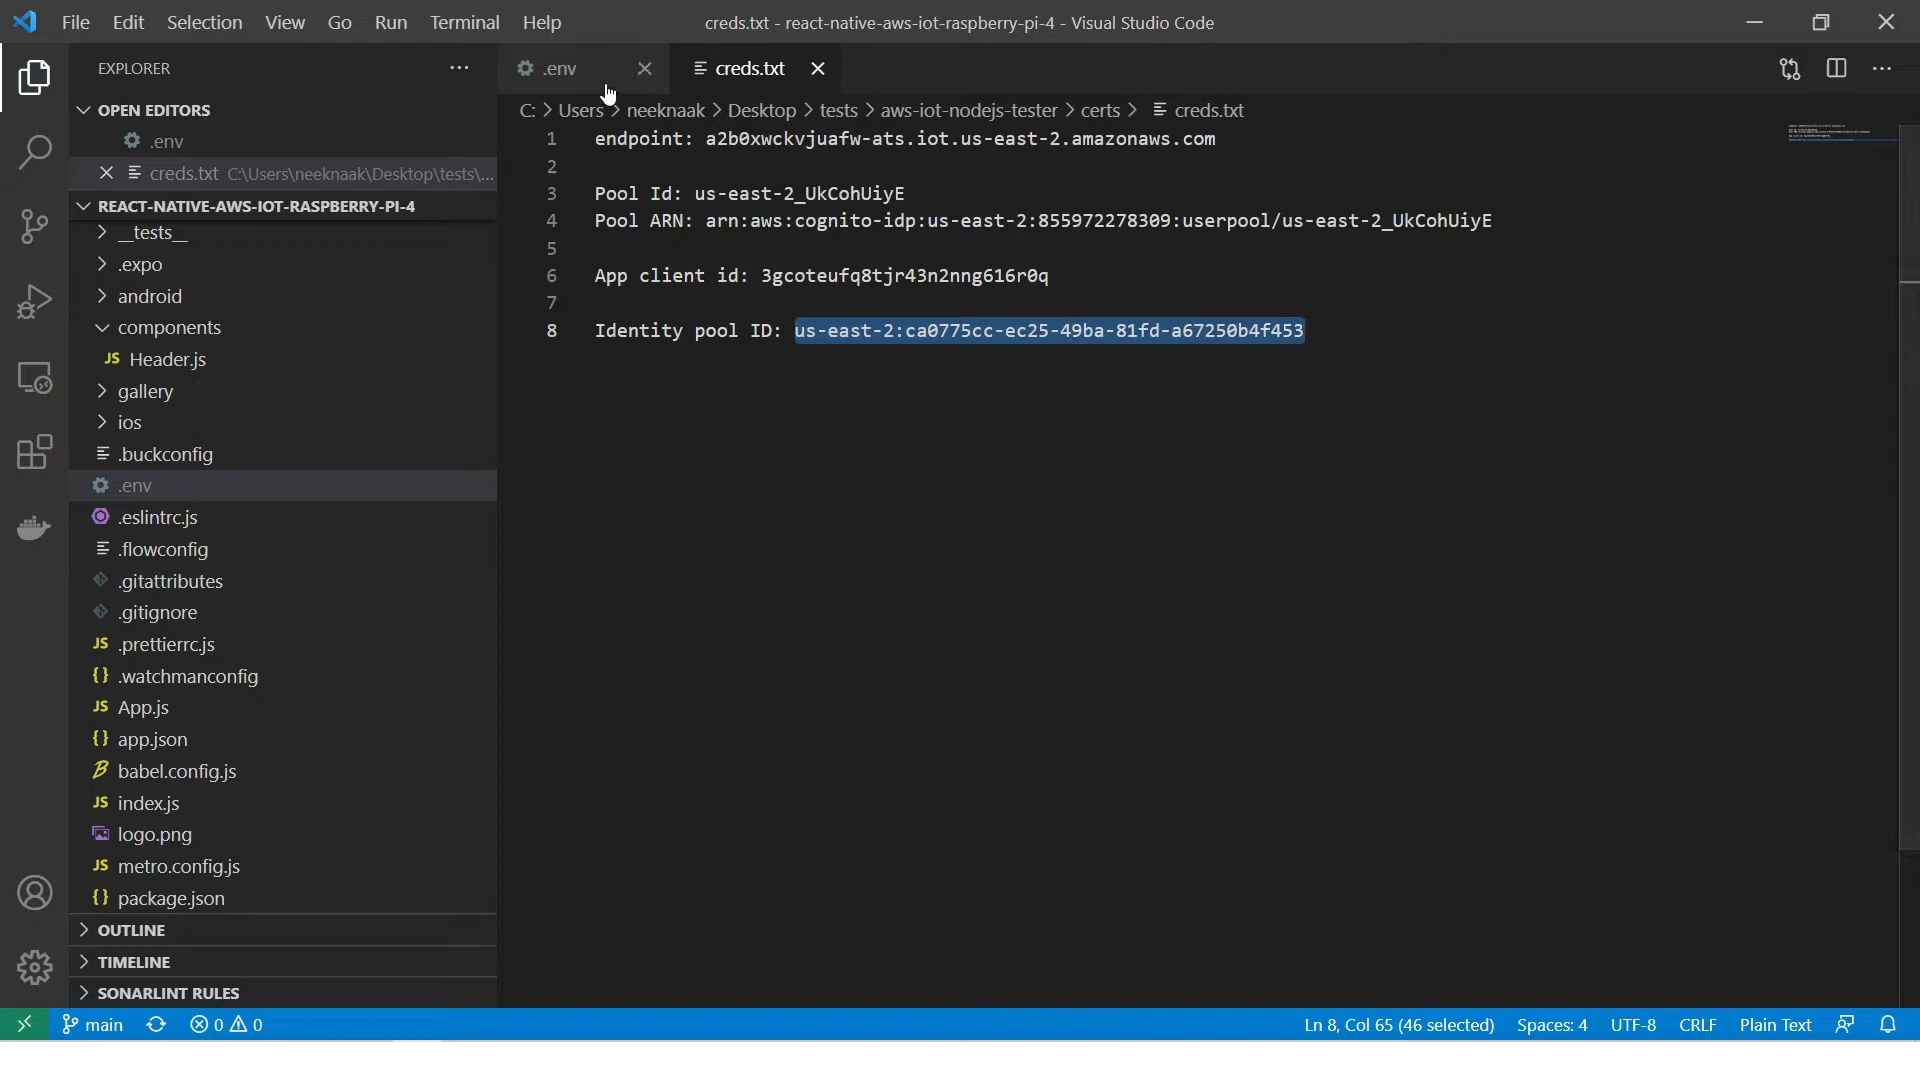 File Edit Selection View Go Run Terminal Help creds.txt - react-native-aws-iot-raspberry-pi-4 - Visual Studio Code
EXPLORER
.env
creds.txt
OPEN EDITORS
.env
creds.txt C:\Users\neeknaak\Desktop\tests\...
REACT-NATIVE-AWS-IOT-RASPBERRY-PI-4
__tests__
.expo
android
components
JS Header.js
gallery
ios
.buckconfig
.env
.eslintrc.js
.flowconfig
.gitattributes
.gitignore
JS .prettierrc.js
{} .watchmanconfig
JS App.js
{} app.json
babel.config.js
JS index.js
logo.png
JS metro.config.js
{} package.json
OUTLINE
TIMELINE
SONARLINT RULES
C: > Users > neeknaak > Desktop > tests > aws-iot-nodejs-tester > certs > creds.txt
1 endpoint: a2b0xwckvjuafw-ats.iot.us-east-2.amazonaws.com
2
3 Pool Id: us-east-2_UkCohUiyE
4 Pool ARN: arn:aws:cognito-idp:us-east-2:855972278309:userpool/us-east-2_UkCohUiyE
5
6 App client id: 3gcoteufq8tjr43n2nng616r0q
7
8 Identity pool ID: us-east-2:ca0775cc-ec25-49ba-81fd-a67250b4f453
main 0 0 Ln 8, Col 65 (46 selected) Spaces: 4 UTF-8 CRLF Plain Text